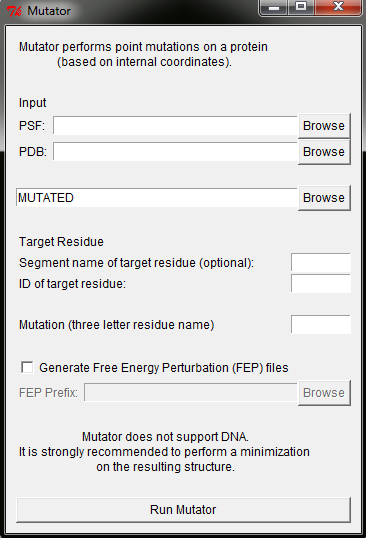 Mutator
Mutator performs point mutations on a protein
(based on internal coordinates).
Input
PSF: Browse
PDB: Browse
MUTATED Browse
Target Residue
Segment name of target residue (optional):
ID of target residue:
Mutation (three letter residue name)
Generate Free Energy Perturbation (FEP) files
FEP Prefix: Browse
Mutator does not support DNA.
It is strongly recommended to perform a minimization
on the resulting structure.
Run Mutator